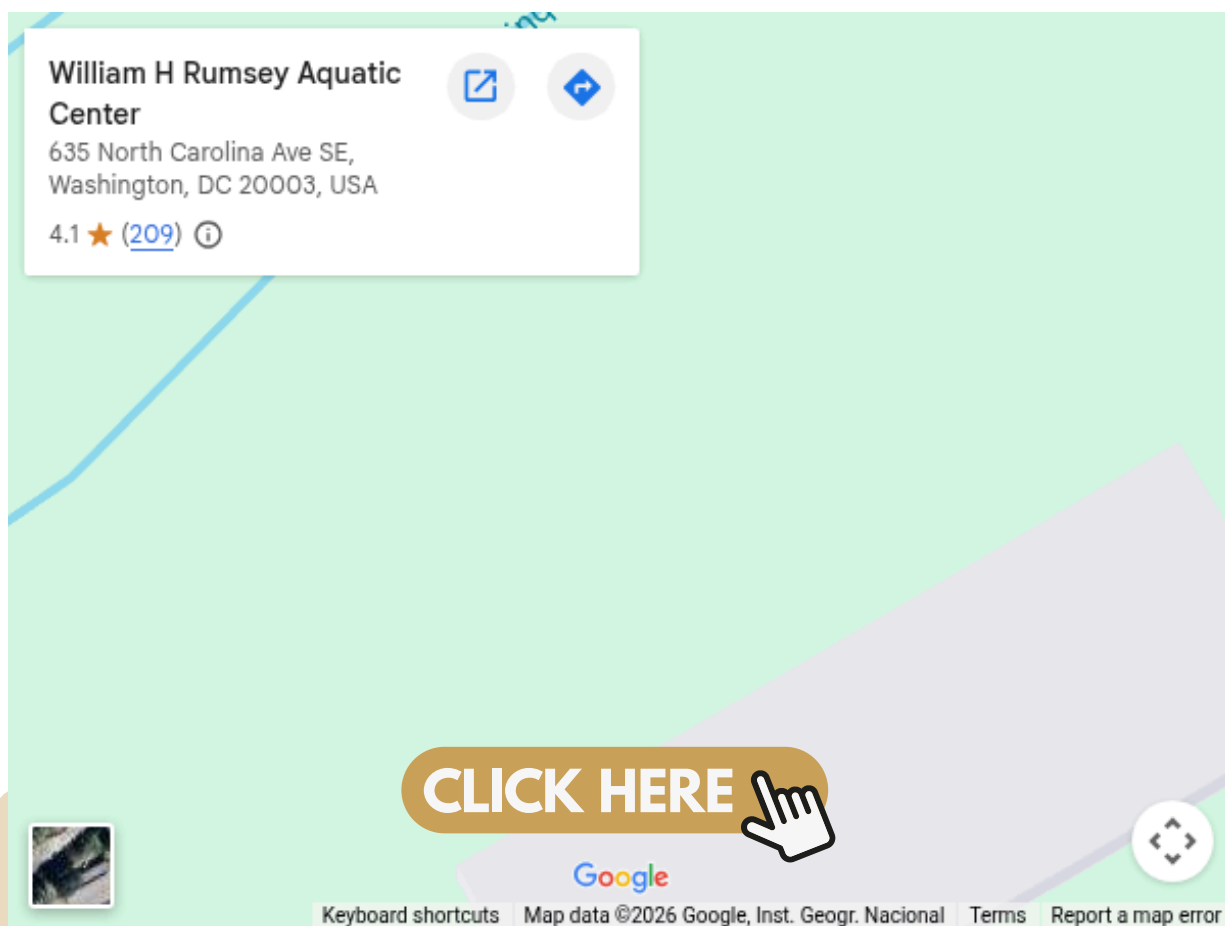 William H Rumsey Aquatic
Center
635 North Carolina Ave SE,
Washington, DC 20003, USA
4.1 ★ (209)
CLICK HERE
Google
Keyboard shortcuts
Map data ©2026 Google, Inst. Geogr. Nacional
Terms
Report a map error